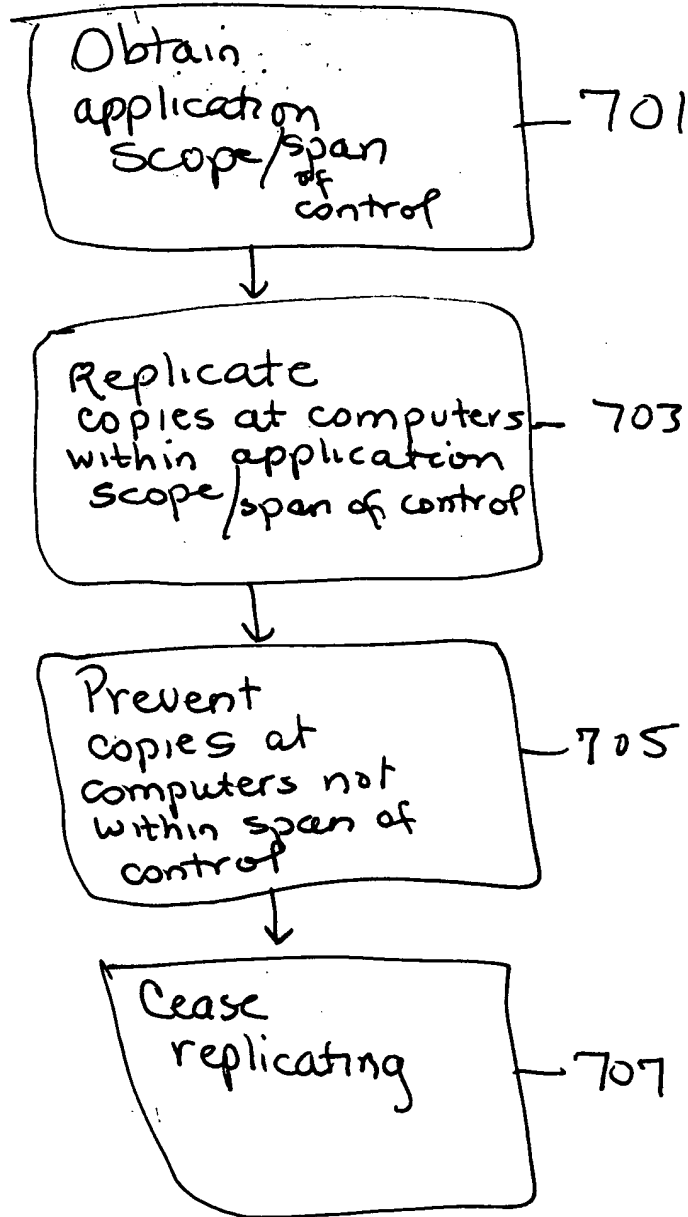 Obtain
application
scope/span
of
control
701
Replicate
copies at computers
within application
scope/span of control
703
Prevent
copies at
computers not
within span of
control
705
Cease
replicating
707